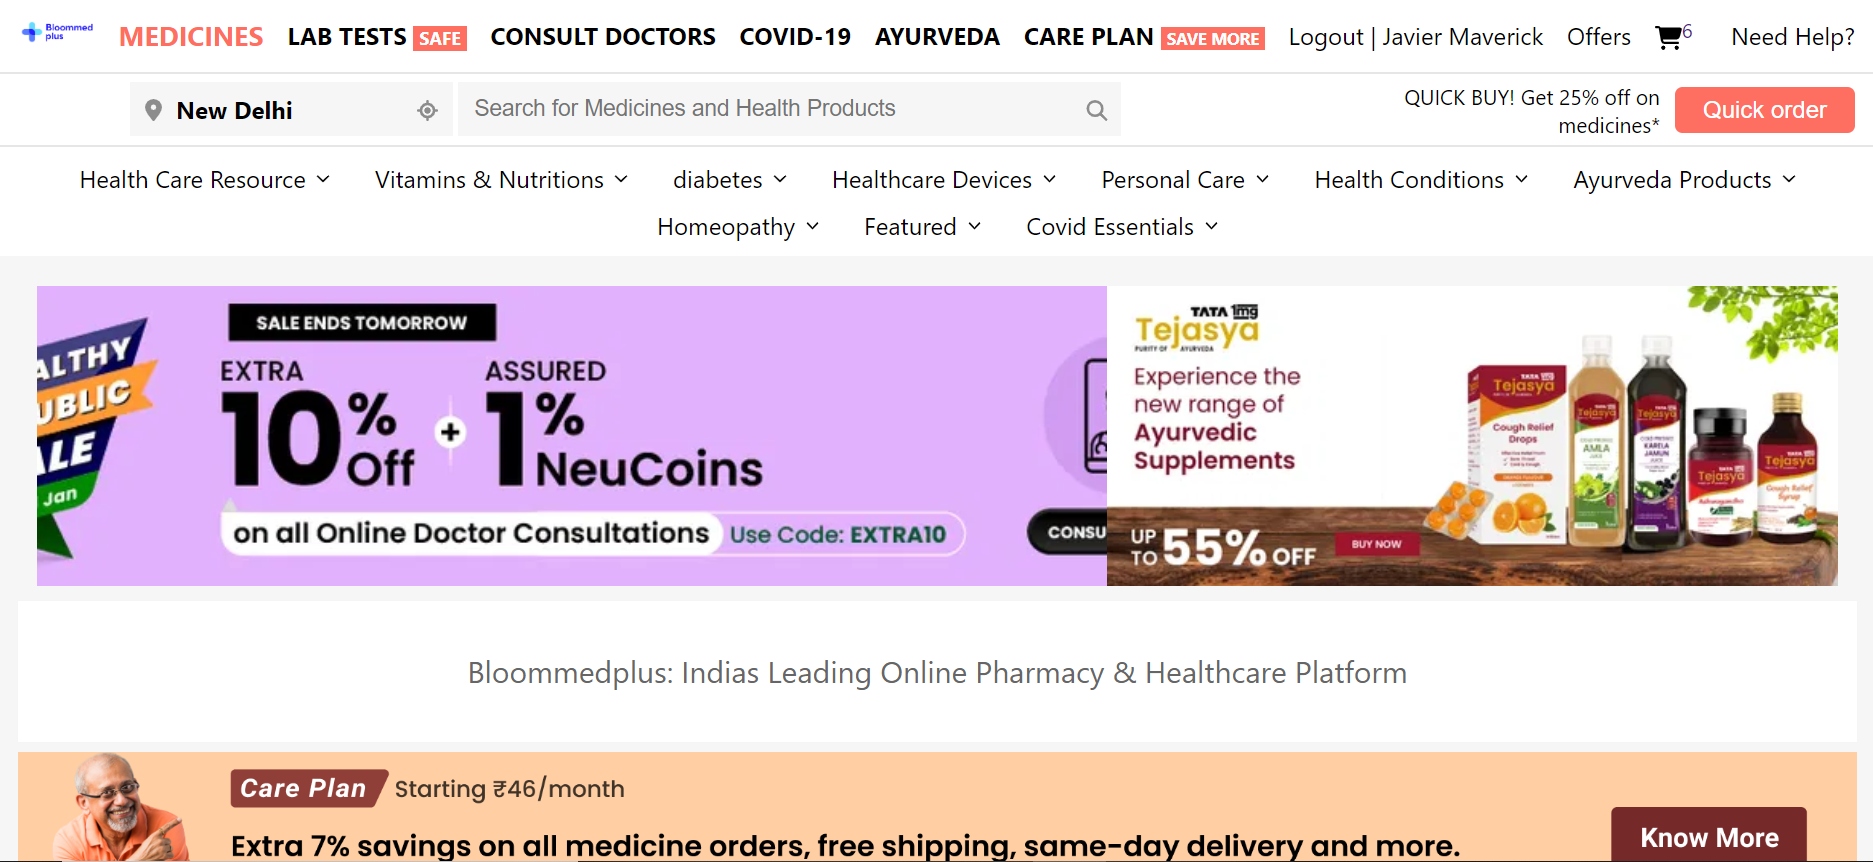 Bloommed plus
MEDICINES LAB TESTS SAFE CONSULT DOCTORS COVID-19 AYURVEDA CARE PLAN SAVE MORE Logout | Javier Maverick Offers 6 Need Help?
New Delhi Search for Medicines and Health Products QUICK BUY! Get 25% off on medicines* Quick order
Health Care Resource Vitamins & Nutritions diabetes Healthcare Devices Personal Care Health Conditions Ayurveda Products
Homeopathy Featured Covid Essentials
ALTHY
UBLIC
ALE
Jan
SALE ENDS TOMORROW
EXTRA 10% Off + ASSURED 1% NeuCoins
on all Online Doctor Consultations Use Code: EXTRA10
CONSU
TATA 1mg
Tejasya
PURITY OF AYURVEDA
Experience the
new range of
Ayurvedic
Supplements
UP TO 55% OFF BUY NOW
TATA 1mg
Tejasya
Cough Relief
Drops
Tejasya
AMLA
JUICE
Tejasya
KARELA
JAMUN
JUICE
TATA
Tejasya
Ashwagandha
TATA
Tejasya
Cough Relief
Syrup
Bloommedplus: Indias Leading Online Pharmacy & Healthcare Platform
Care Plan Starting ₹46/month
Extra 7% savings on all medicine orders, free shipping, same-day delivery and more.
Know More